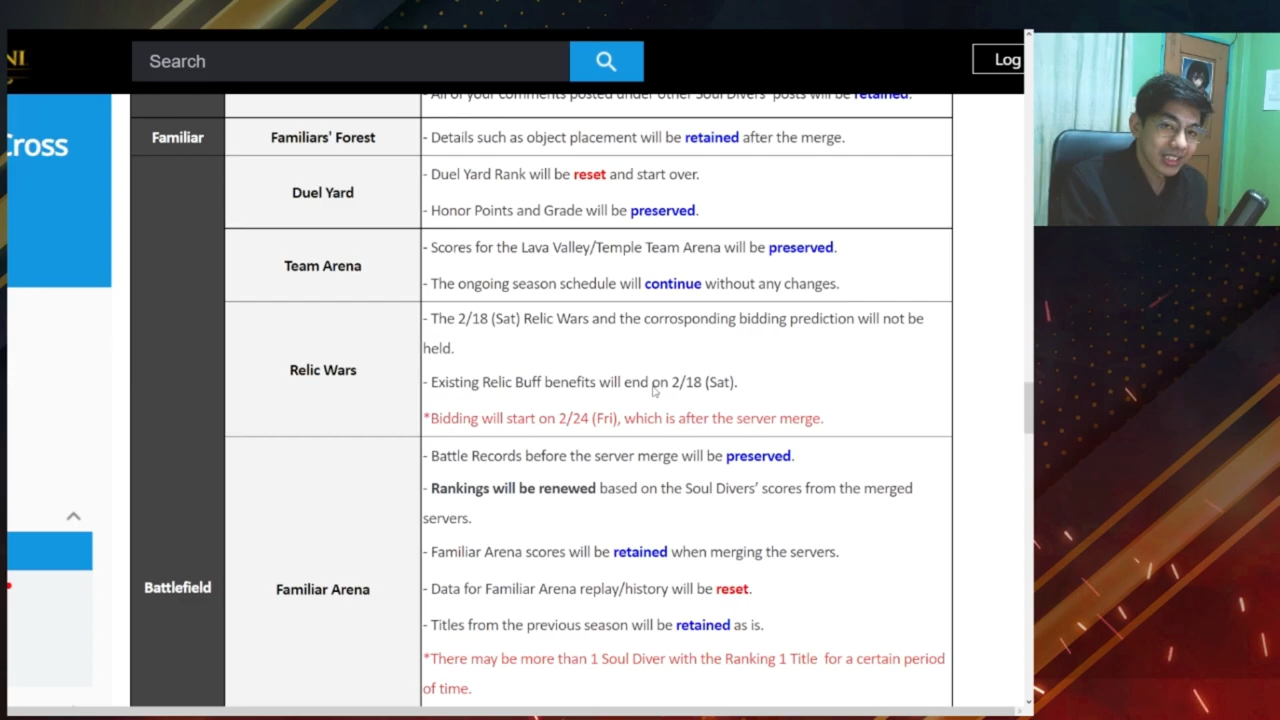 NI
Search
Log
Cross
- All of your comments posted under other Soul Divers' posts will be retained.
Familiar
Familiars' Forest
- Details such as object placement will be retained after the merge.
Duel Yard
- Duel Yard Rank will be reset and start over.
- Honor Points and Grade will be preserved.
Team Arena
- Scores for the Lava Valley/Temple Team Arena will be preserved.
- The ongoing season schedule will continue without any changes.
Relic Wars
- The 2/18 (Sat) Relic Wars and the corrosponding bidding prediction will not be
held.
- Existing Relic Buff benefits will end on 2/18 (Sat).
*Bidding will start on 2/24 (Fri), which is after the server merge.
Battlefield
Familiar Arena
- Battle Records before the server merge will be preserved.
- Rankings will be renewed based on the Soul Divers' scores from the merged
servers.
- Familiar Arena scores will be retained when merging the servers.
- Data for Familiar Arena replay/history will be reset.
- Titles from the previous season will be retained as is.
*There may be more than 1 Soul Diver with the Ranking 1 Title for a certain period
of time.